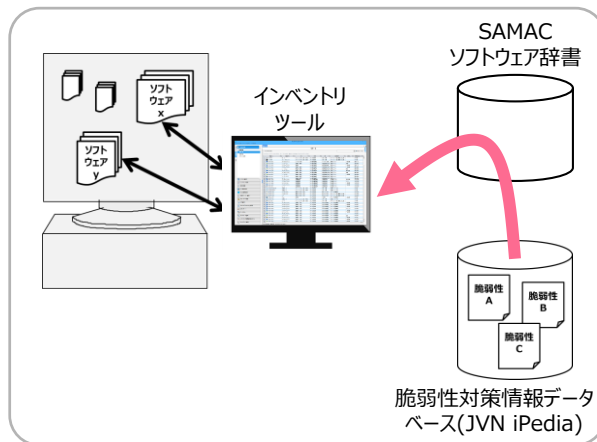 SAMAC
ソフトウェア辞書
インベントリ
ツール
ソフト
ウェア
x
ソフト
ウェア
y
脆弱性
A
脆弱性
B
脆弱性
C
脆弱性対策情報データ
ベース(JVN iPedia)